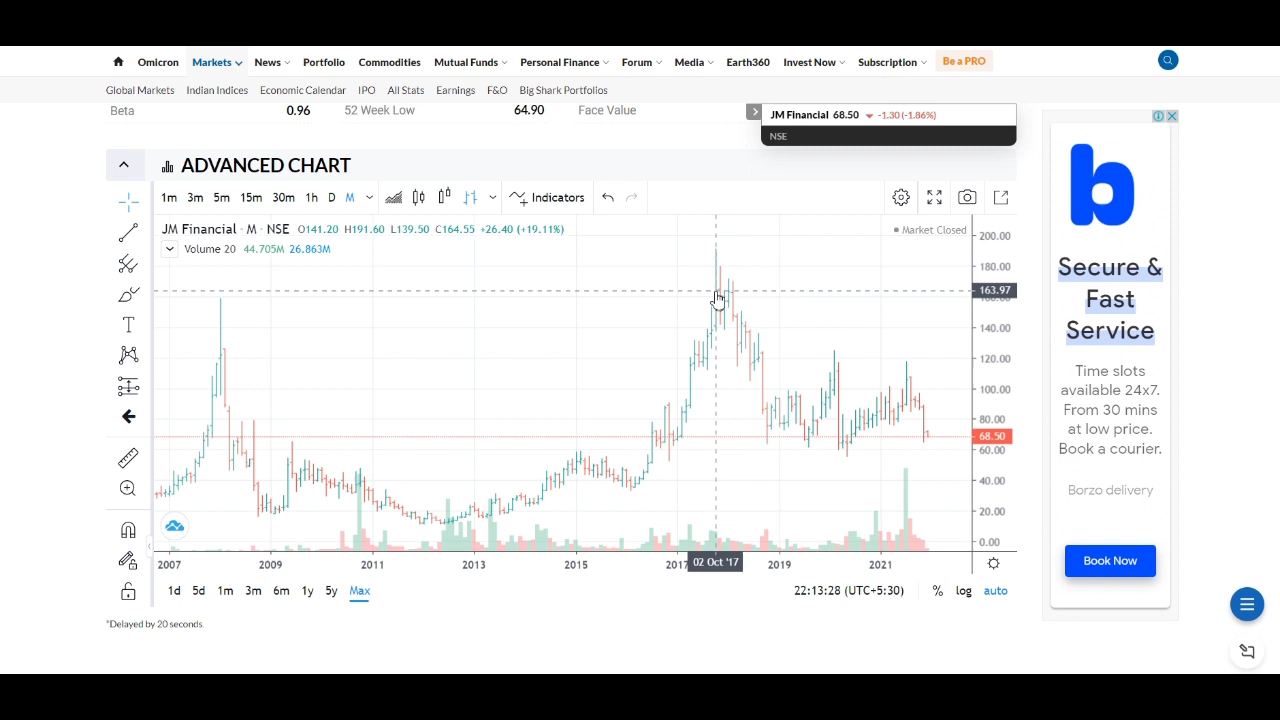 Omicron Markets News Portfolio Commodities Mutual Funds Personal Finance Forum Media Earth360 Invest Now Subscription Be a PRO
Global Markets Indian Indices Economic Calendar IPO All Stats Earnings F&O Big Shark Portfolios
Beta 0.96 52 Week Low 64.90 Face Value
JM Financial 68.50 -1.30 (-1.86%)
NSE
ADVANCED CHART
1m 3m 5m 15m 30m 1h D M Indicators
JM Financial · M · NSE O141.20 H191.60 L139.50 C164.55 +26.40 (+19.11%)
Market Closed
Volume 20 44.705M 26.863M
200.00
180.00
163.97
160.00
140.00
120.00
100.00
80.00
68.50
60.00
40.00
20.00
0.00
2007 2009 2011 2013 2015 2017 02 Oct '17 2019 2021
1d 5d 1m 3m 6m 1y 5y Max 22:13:28 (UTC+5:30) % log auto
*Delayed by 20 seconds.
b
Secure &
Fast
Service
Time slots
available 24x7.
From 30 mins
at low price.
Book a courier.
Borzo delivery
Book Now